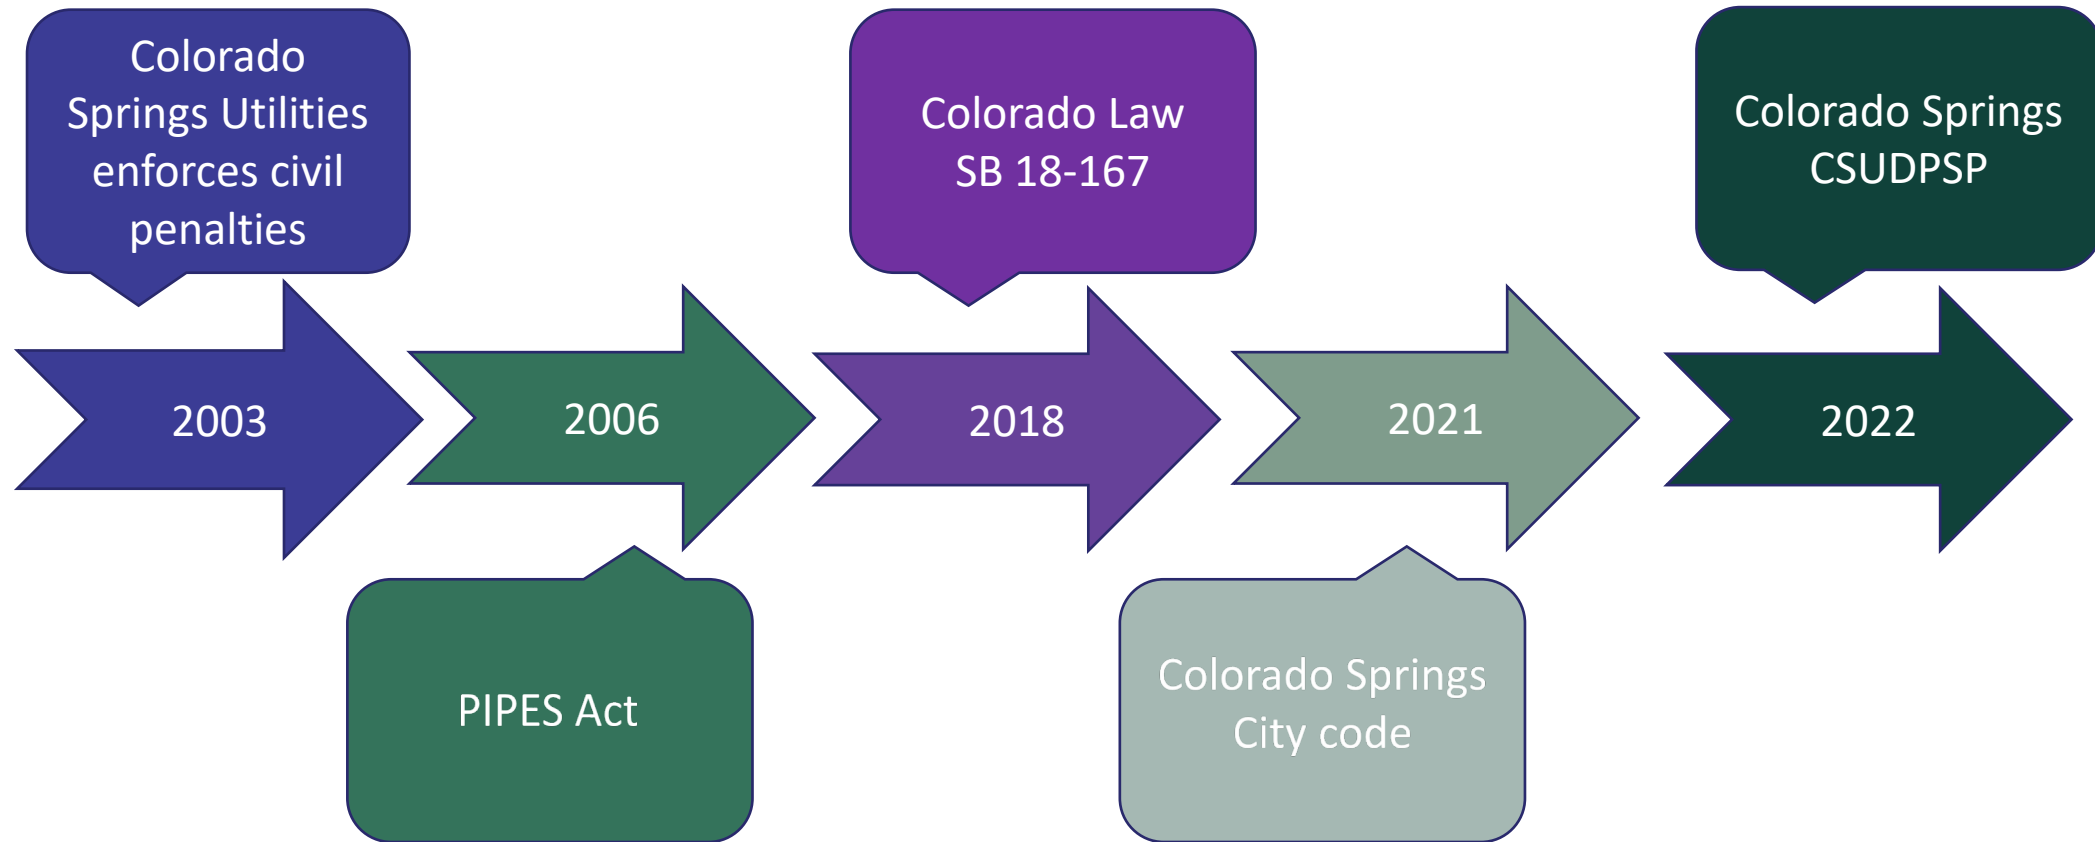 Colorado
Springs Utilities
enforces civil
penalties
Colorado Law
SB 18-167
Colorado Springs
CSUDPSP
2003
2006
2018
2021
2022
PIPES Act
Colorado Springs
City code